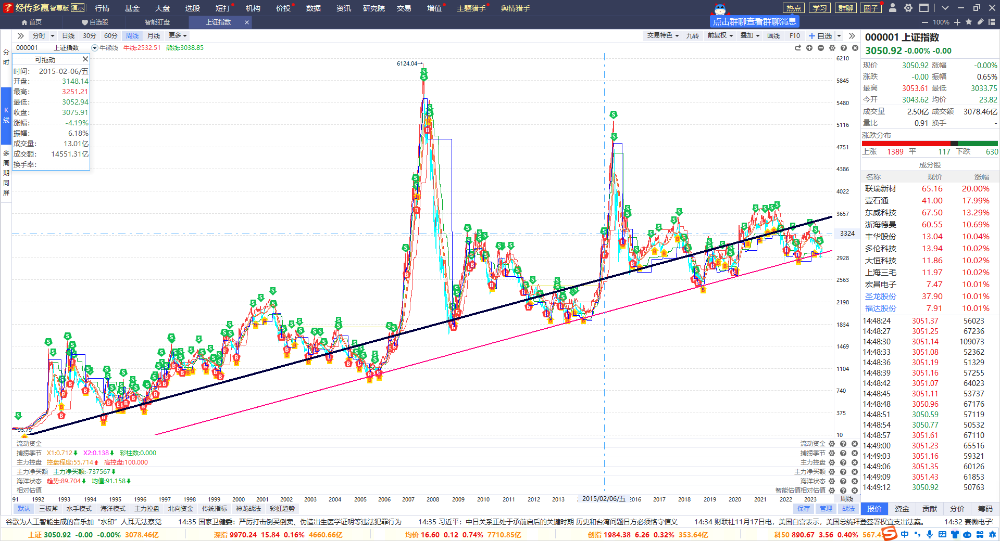 经传多赢 智尊版 演示 行情 基金 大盘 选股 短打 机构 价投 数据 资讯 研究院 交易 增值 主题猎手 舆情猎手 热点 学习 群聊 圈子
点击群聊查看群聊消息
首页 自选股 智能盯盘 上证指数 100%
分时 日线 30分 60分 周线 月线 更多 交易特色 九转 前复权 叠加 画线 F10 自选
000001 上证指数 牛熊线 牛线:2532.51 熊线:3038.85
分时
K线
多周期同屏
可拖动
时间: 2015-02-06/五
开盘: 3148.14
最高: 3251.21
最低: 3052.94
收盘: 3075.91
涨幅: -4.19%
振幅: 6.18%
成交量: 13.01亿
成交额: 14551.31亿
换手率:
6124.04
95.79
6210
5845
5480
5116
4751
4386
4022
3657
3324
2928
2563
2198
1834
1469
1104
740
375
10
流动资金 流动资金
捕捞季节 X1:0.712 X2:0.138 彩柱数:0.000 捕捞季节
主力控盘 控盘程度:55.714 高控盘:100.000 主力控盘
主力净买额 主力净买额:-737567 主力净买额
海洋状态 趋势:89.704 均值:91.158 海洋状态
相对估值 智能估值相对估值
91 1992 1993 1994 1995 1996 1997 1998 1999 2000 2001 2002 2003 2004 2005 2006 2007 2008 2009 2010 2011 2012 2013 2015/02/06/五 2016 2017 2018 2019 2020 2021 2022 2023 周线
默认 三板斧 水手模式 海洋模式 主力控盘 北向资金 传统指标 神龙战法 彩虹趋势 保存 管理 战法
000001 上证指数
3050.92 -0.00% -0.00
现价 3050.92 涨幅 -0.00%
涨跌 -0.00 振幅 0.65%
最高 3053.61 最低 3033.75
今开 3043.62 均价 23.82
成交量 2.50亿 成交额 3078.46亿
量比 0.91 换手 -
涨跌分布
上涨 1389 平 117 下跌 630
成分股
名称 现价 涨幅
联瑞新材 65.16 20.00%
壹石通 41.00 17.99%
东威科技 67.50 13.29%
浙海德曼 60.55 10.69%
丰华股份 13.04 10.04%
多伦科技 13.94 10.02%
大恒科技 11.86 10.02%
上海三毛 11.97 10.02%
宏昌电子 7.47 10.01%
圣龙股份 37.90 10.01%
福达股份 7.91 10.01%
14:48:24 3051.37 56023
14:48:27 3051.25 67236
14:48:30 3051.14 109073
14:48:33 3051.08 52362
14:48:36 3051.19 51329
14:48:39 3051.16 57255
14:48:42 3051.07 64023
14:48:45 3051.11 53737
14:48:48 3050.96 67176
14:48:51 3050.59 57119
14:48:54 3050.77 50532
14:48:57 3051.61 67110
14:49:00 3051.23 65516
14:49:03 3051.16 59321
14:49:06 3051.35 60126
14:49:09 3051.43 61853
14:49:12 3050.92 50763
报价 资金 贡献 分价 筹码
谷歌为人工智能生成的音乐加“水印”人耳无法察觉 14:35 国家卫健委：严厉打击倒买倒卖、伪造出生医学证明等违法犯罪行为 14:35 习近平：中日关系正处于承前启后的关键时期 历史和台湾问题日方必须恪守信义 14:34 财联社11月17日电，美国白宫表示，美国总统拜登签署权宜支出法案。 14:32 赛微电子
上证 3050.92 -0.00 -0.00% 3078.46亿 深指 9970.24 15.84 0.16% 4660.66亿 均价 16.60 0.12 0.74% 7710.85亿 创指 1984.38 6.26 0.32% 353.64亿 科50 890.67 3.56 0.40% 567.4 中